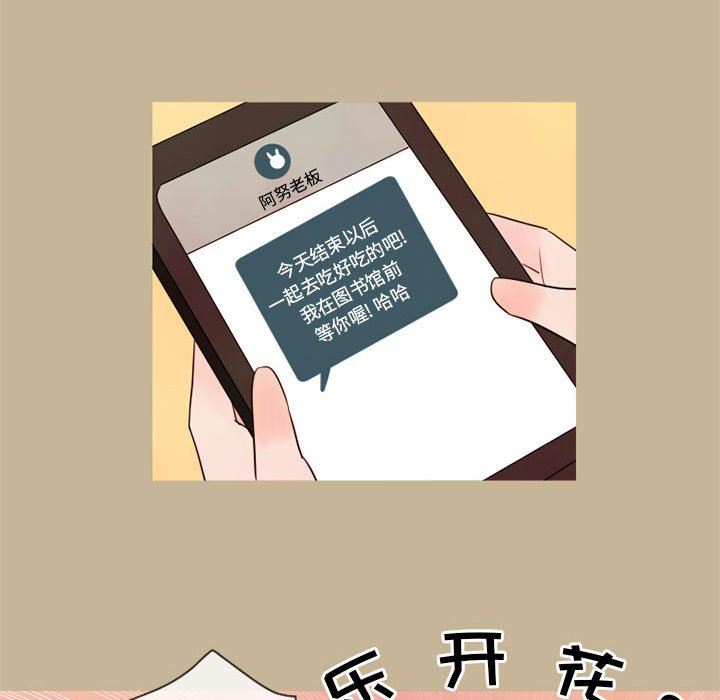 阿努老板
今天结束以后
一起去吃好吃的吧!
我在图书馆前
等你喔! 哈哈
乐开花